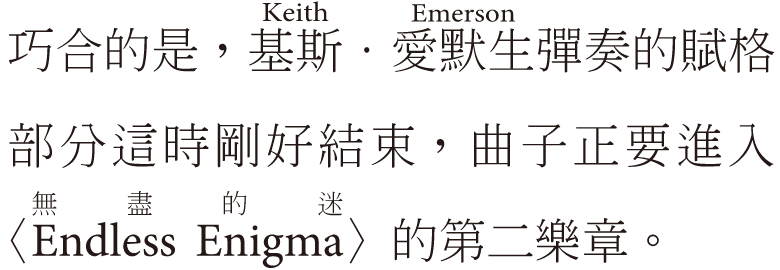 Keith Emerson
巧合的是，基斯．愛默生彈奏的賦格
部分這時剛好結束，曲子正要進入
無盡的迷
〈Endless Enigma〉的第二樂章。